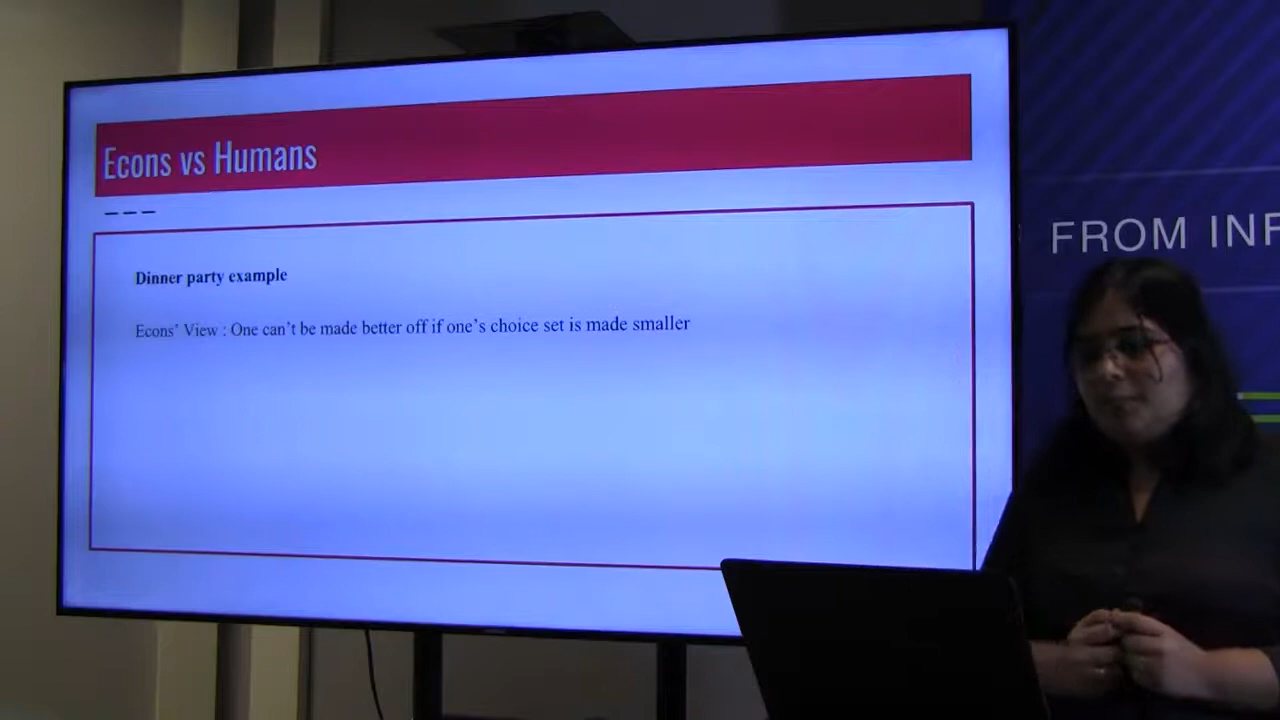 Econs vs Humans
Dinner party example
Econs’ View : One can’t be made better off if one’s choice set is made smaller
FROM